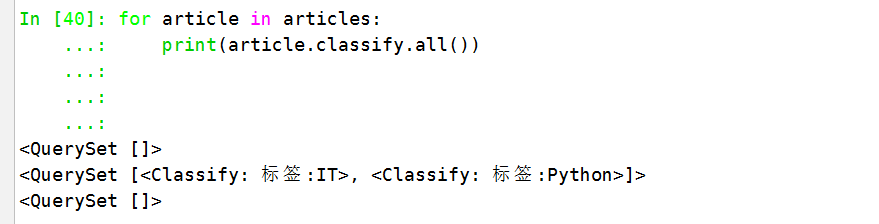 In [40]: for article in articles:
    ...:     print(article.classify.all())
    ...:
    ...:
    ...:
<QuerySet []>
<QuerySet [<Classify: 标签:IT>, <Classify: 标签:Python>]>
<QuerySet []>